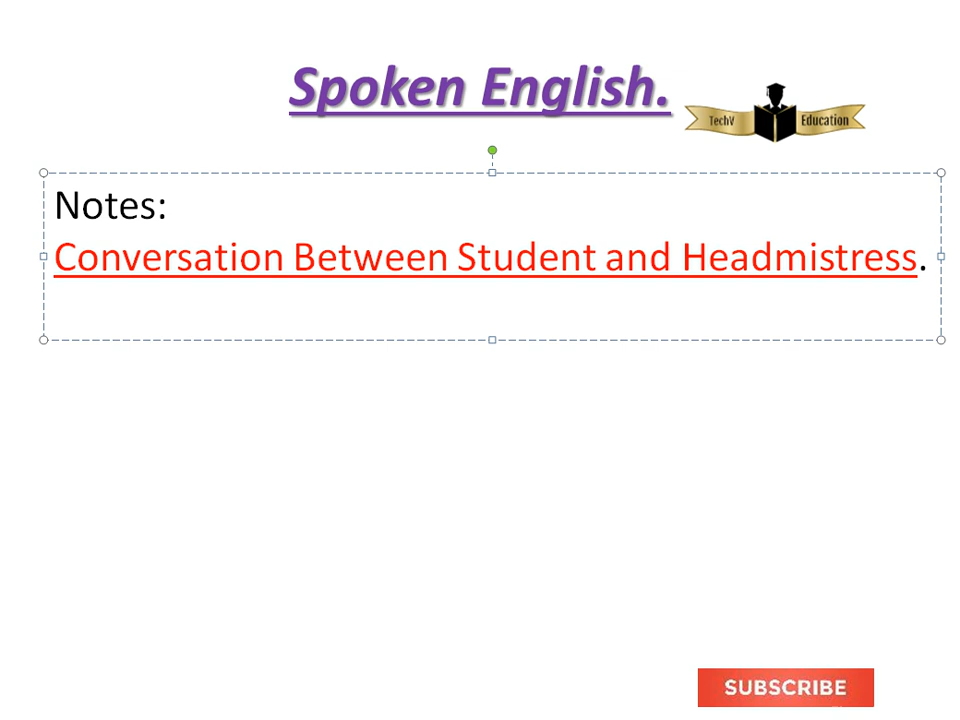 Spoken English.
TechV Education
Notes:
Conversation Between Student and Headmistress.
SUBSCRIBE